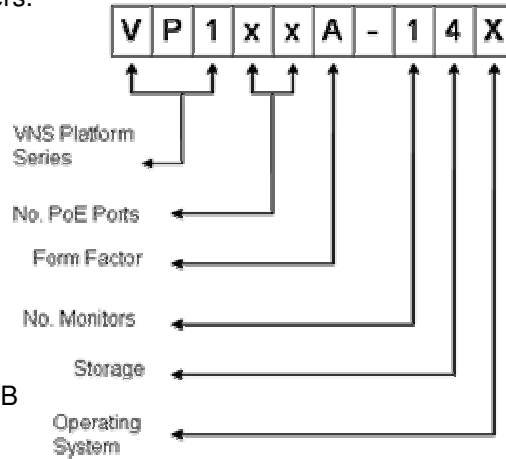 ers:
V P 1 x x A - 1 4 X
VNS Platform
Series
No. PoE Ports
Form Factor
No. Monitors
Storage
B
Operating
System